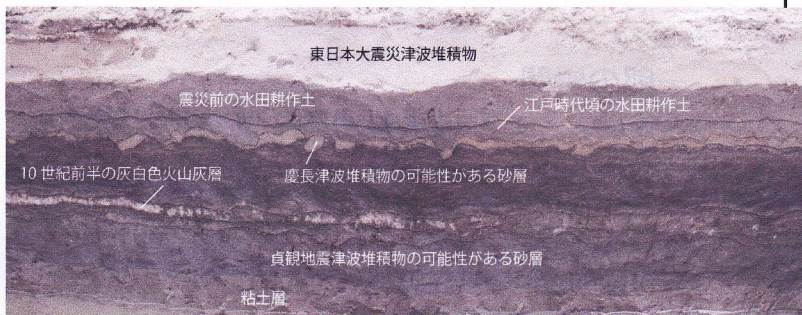 東日本大震災津波堆積物
震災前の水田耕作土
江戸時代頃の水田耕作土
10世紀前半の灰白色火山灰層
慶長津波堆積物の可能性がある砂層
貞観地震津波堆積物の可能性がある砂層
粘土層